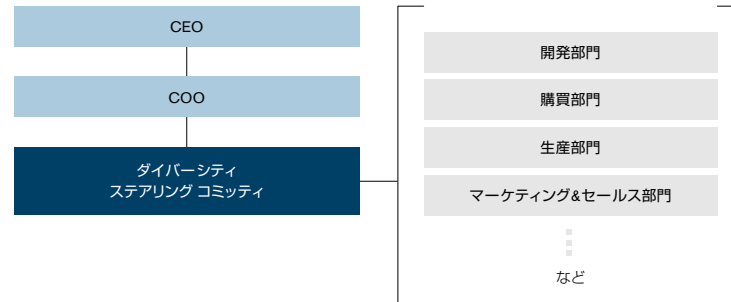 CEO
COO
ダイバーシティ
ステアリング コミッティ
開発部門
購買部門
生産部門
マーケティング&セールス部門
など